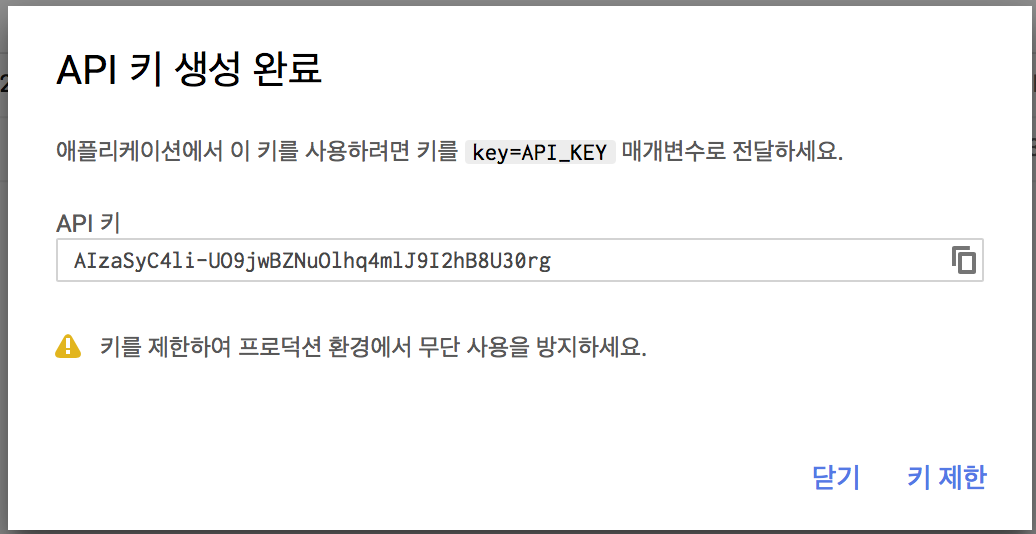 API 키 생성 완료
애플리케이션에서 이 키를 사용하려면 키를 key=API_KEY 매개변수로 전달하세요.
API 키
AIzaSyC4li-UO9jwBZNuOlhq4mlJ9I2hB8U30rg
키를 제한하여 프로덕션 환경에서 무단 사용을 방지하세요.
닫기 키 제한